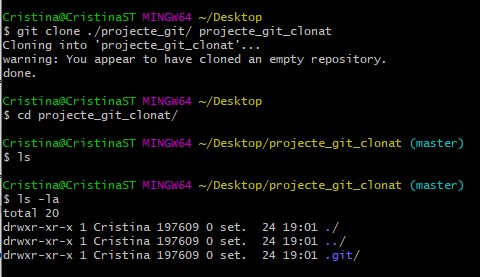 Cristina@CristinaST MINGW64 ~/Desktop
$ git clone ./projecte_git/ projecte_git_clonat
Cloning into 'projecte_git_clonat'...
warning: You appear to have cloned an empty repository.
done.
Cristina@CristinaST MINGW64 ~/Desktop
$ cd projecte_git_clonat/
Cristina@CristinaST MINGW64 ~/Desktop/projecte_git_clonat (master)
$ ls
Cristina@CristinaST MINGW64 ~/Desktop/projecte_git_clonat (master)
$ ls -la
total 20
drwxr-xr-x 1 Cristina 197609 0 set.  24 19:01 ./
drwxr-xr-x 1 Cristina 197609 0 set.  24 19:01 ../
drwxr-xr-x 1 Cristina 197609 0 set.  24 19:01 .git/